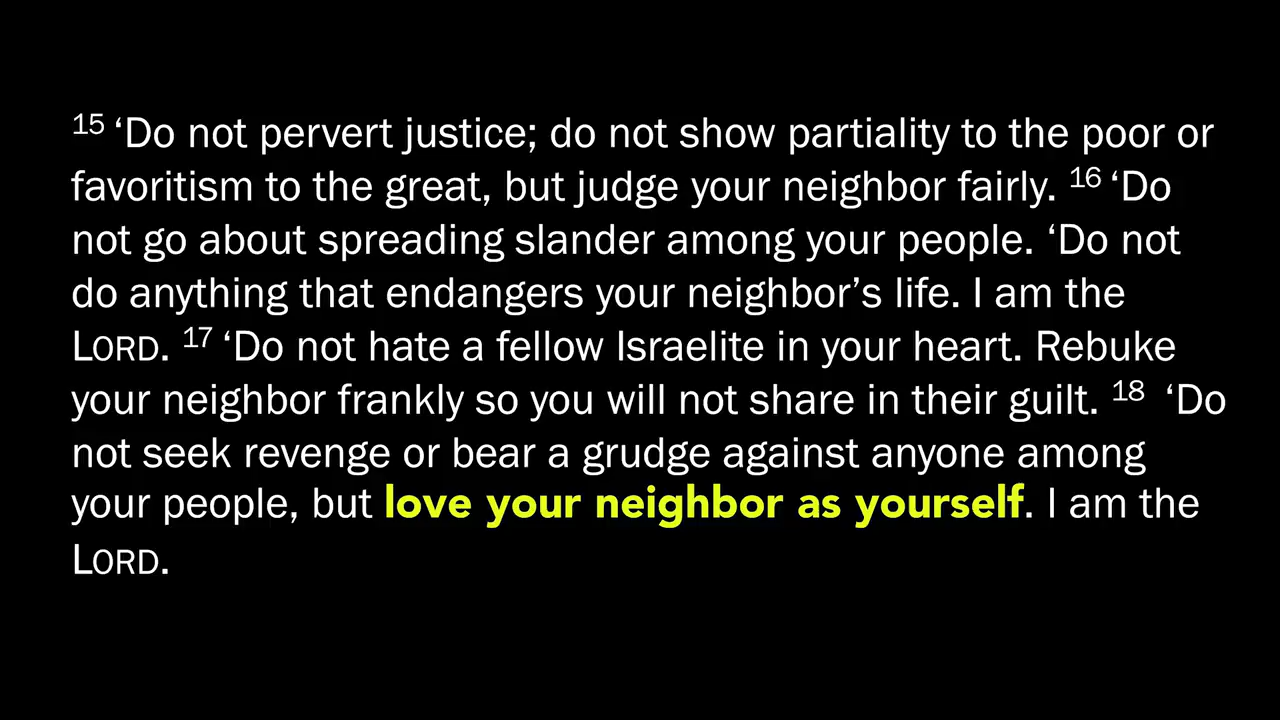 15 ‘Do not pervert justice; do not show partiality to the poor or
favoritism to the great, but judge your neighbor fairly. 16 ‘Do
not go about spreading slander among your people. ‘Do not
do anything that endangers your neighbor’s life. I am the
LORD. 17 ‘Do not hate a fellow Israelite in your heart. Rebuke
your neighbor frankly so you will not share in their guilt. 18 ‘Do
not seek revenge or bear a grudge against anyone among
your people, but love your neighbor as yourself. I am the
LORD.